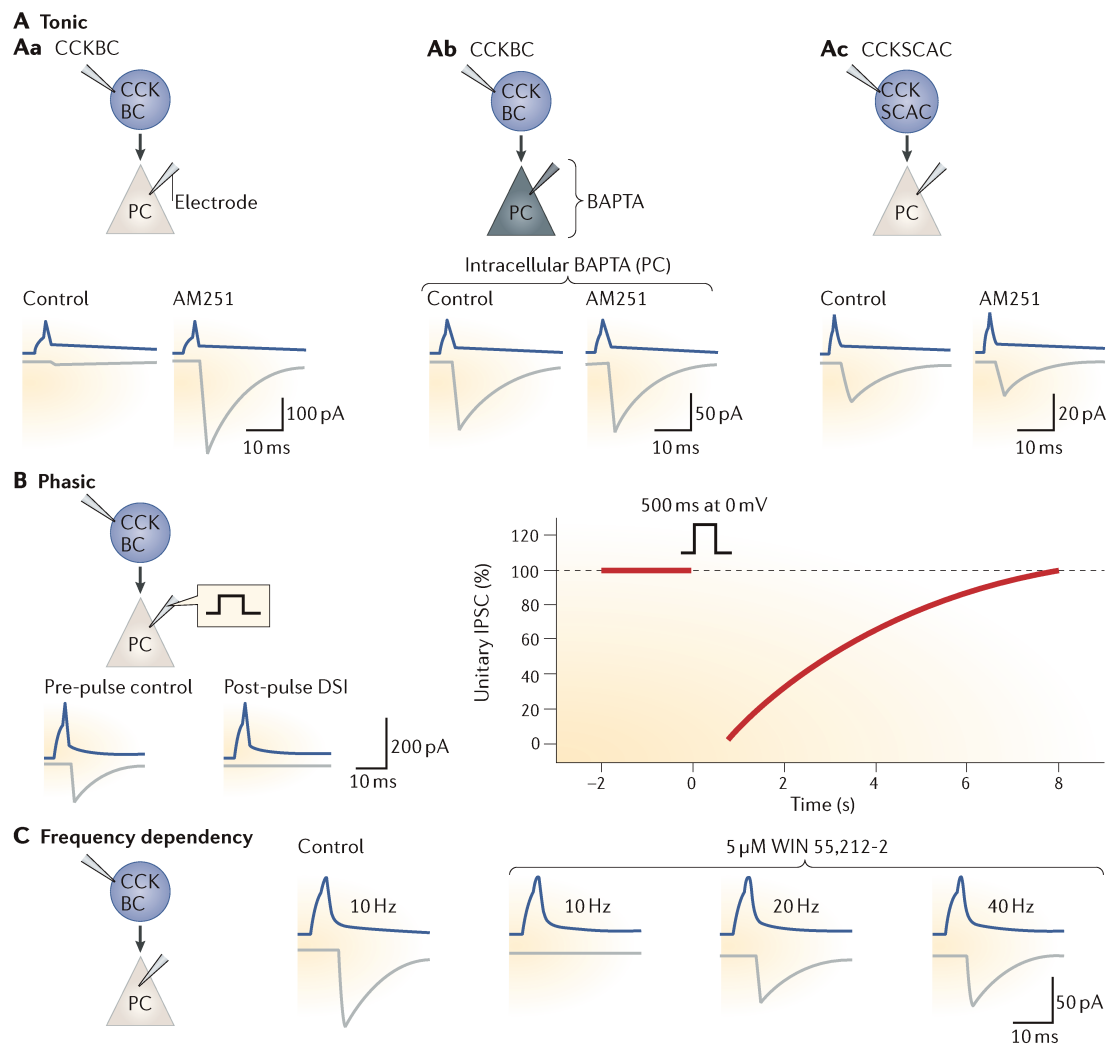 A Tonic
Aa CCKBC
Ab CCKBC
Ac CCKSCAC
CCK
BC
CCK
BC
CCK
SCAC
Electrode
PC
PC
BAPTA
PC
Intracellular BAPTA (PC)
Control
AM251
Control
AM251
Control
AM251
100 pA
10 ms
50 pA
10 ms
20 pA
10 ms
B Phasic
CCK
BC
PC
Pre-pulse control
Post-pulse DSI
200 pA
10 ms
500 ms at 0 mV
Unitary IPSC (%)
120
100
80
60
40
20
0
–2
0
2
4
6
8
Time (s)
C Frequency dependency
CCK
BC
PC
Control
5 μM WIN 55,212-2
10 Hz
10 Hz
20 Hz
40 Hz
50 pA
10 ms